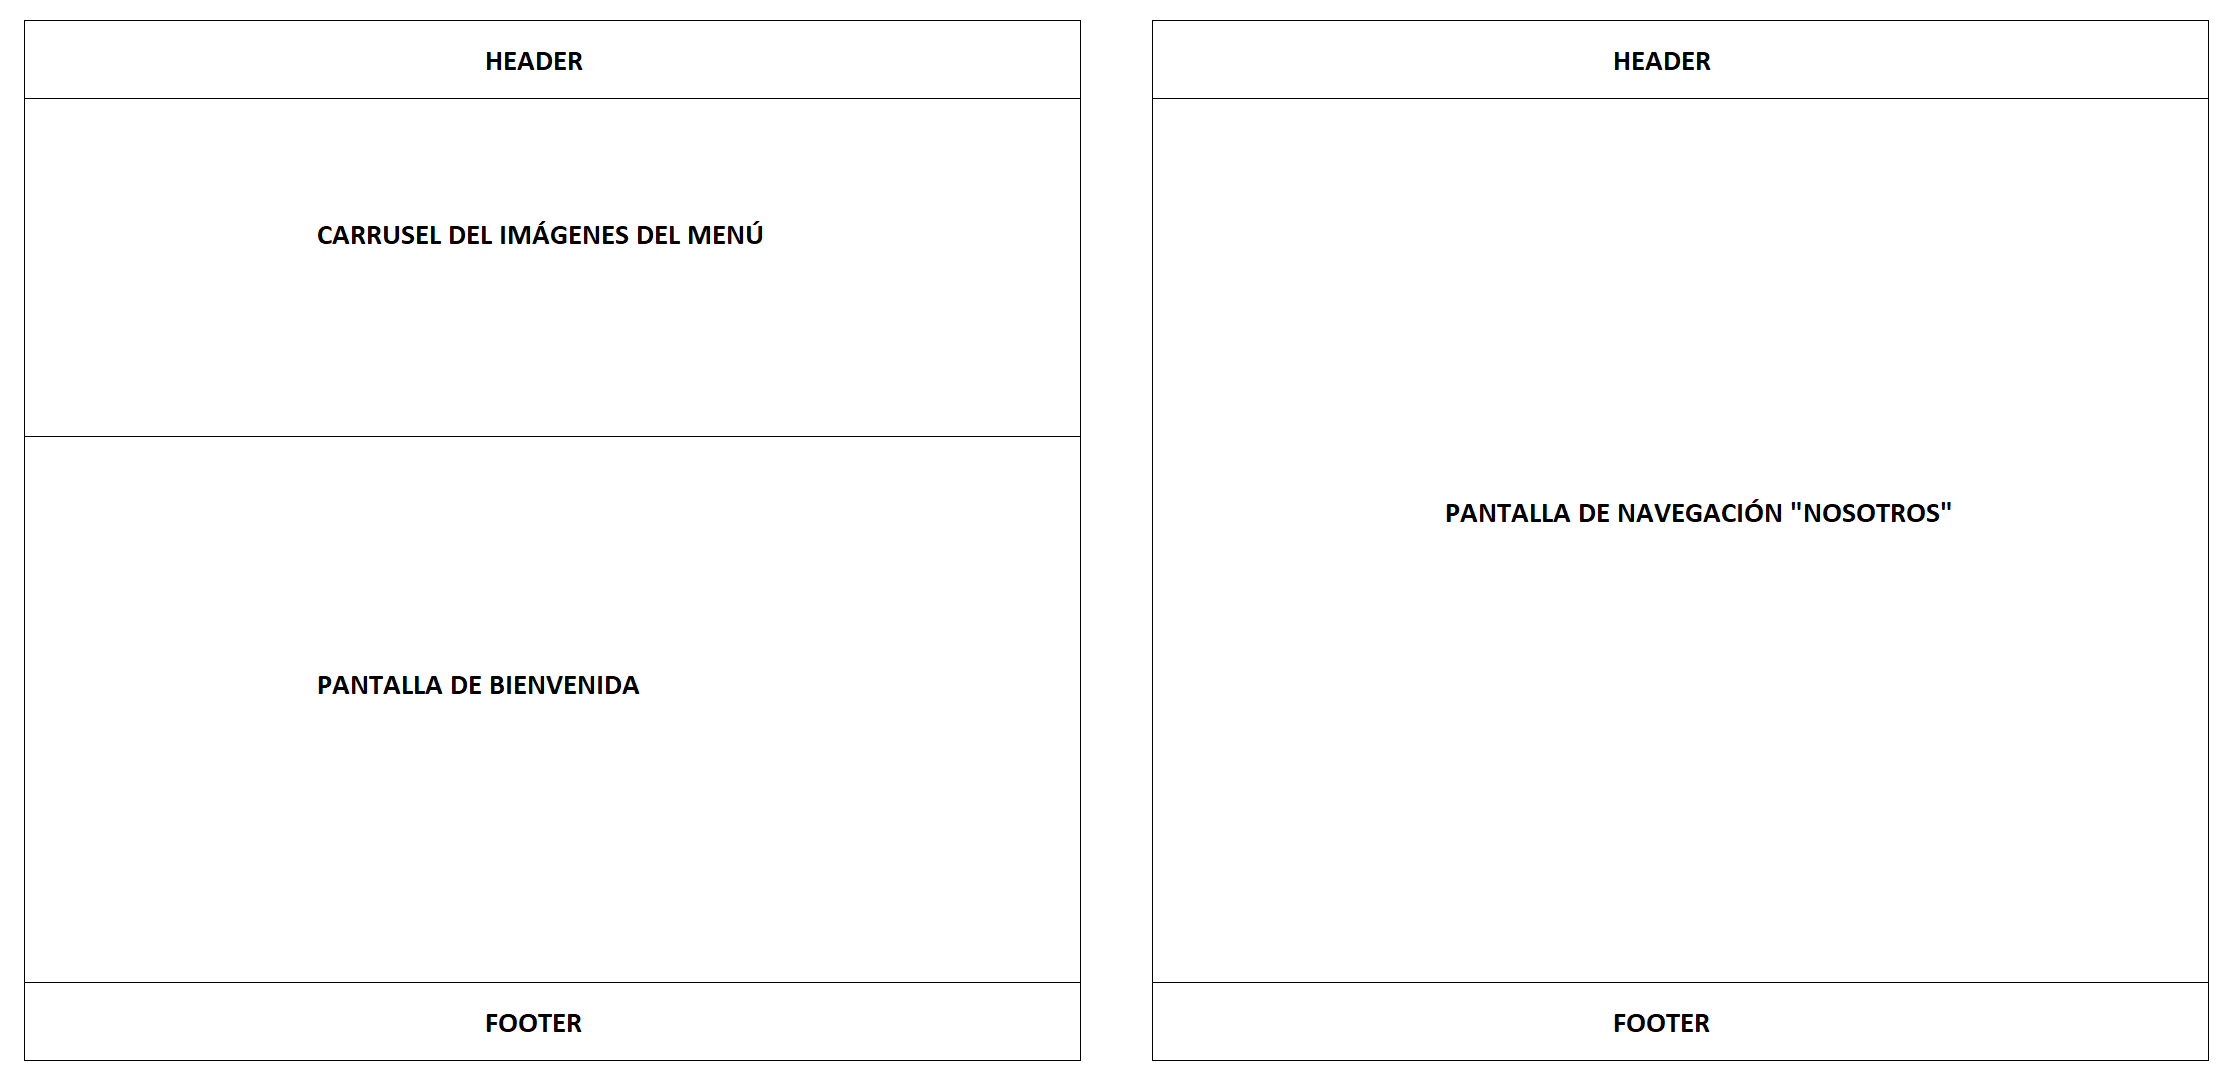 HEADER
CARRUSEL DEL IMÁGENES DEL MENÚ
PANTALLA DE BIENVENIDA
FOOTER
HEADER
PANTALLA DE NAVEGACIÓN "NOSOTROS"
FOOTER